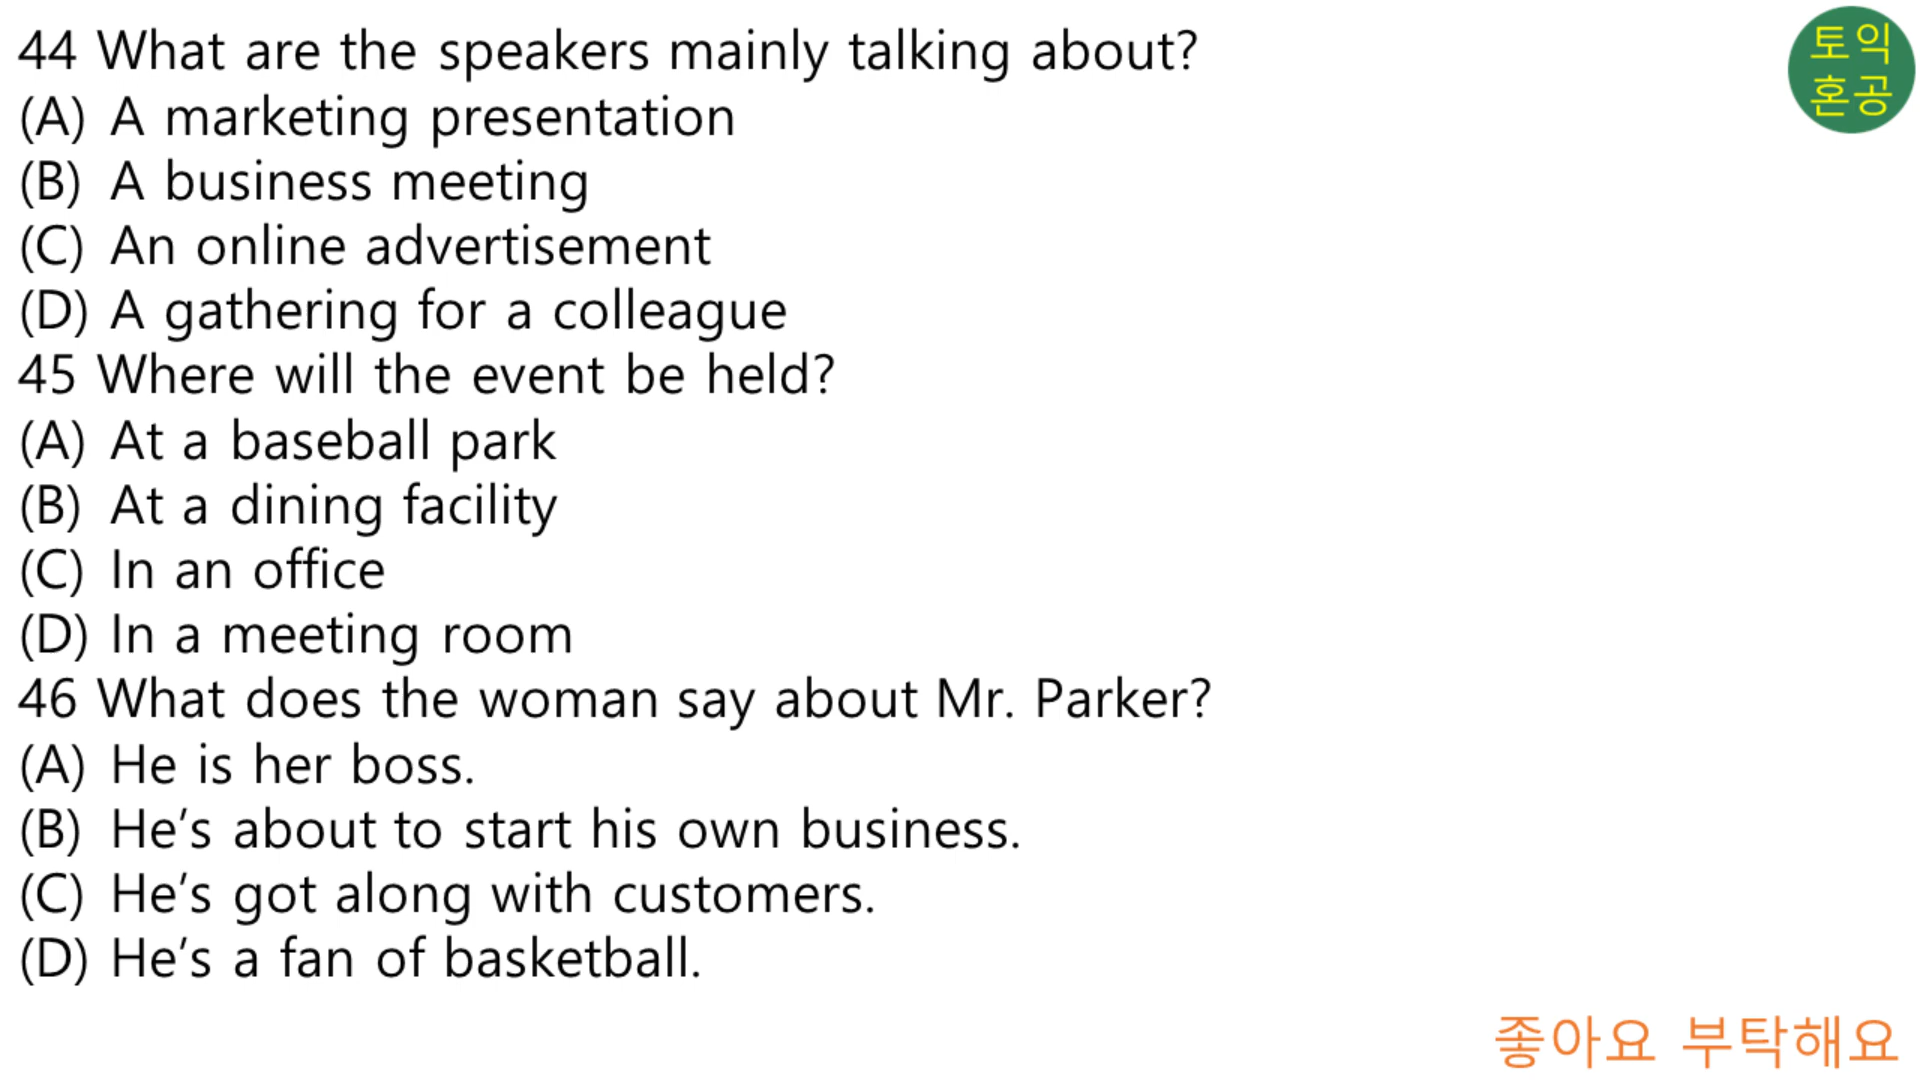 44 What are the speakers mainly talking about?
(A) A marketing presentation
(B) A business meeting
(C) An online advertisement
(D) A gathering for a colleague
45 Where will the event be held?
(A) At a baseball park
(B) At a dining facility
(C) In an office
(D) In a meeting room
46 What does the woman say about Mr. Parker?
(A) He is her boss.
(B) He’s about to start his own business.
(C) He’s got along with customers.
(D) He’s a fan of basketball.
토익
혼공
좋아요 부탁해요